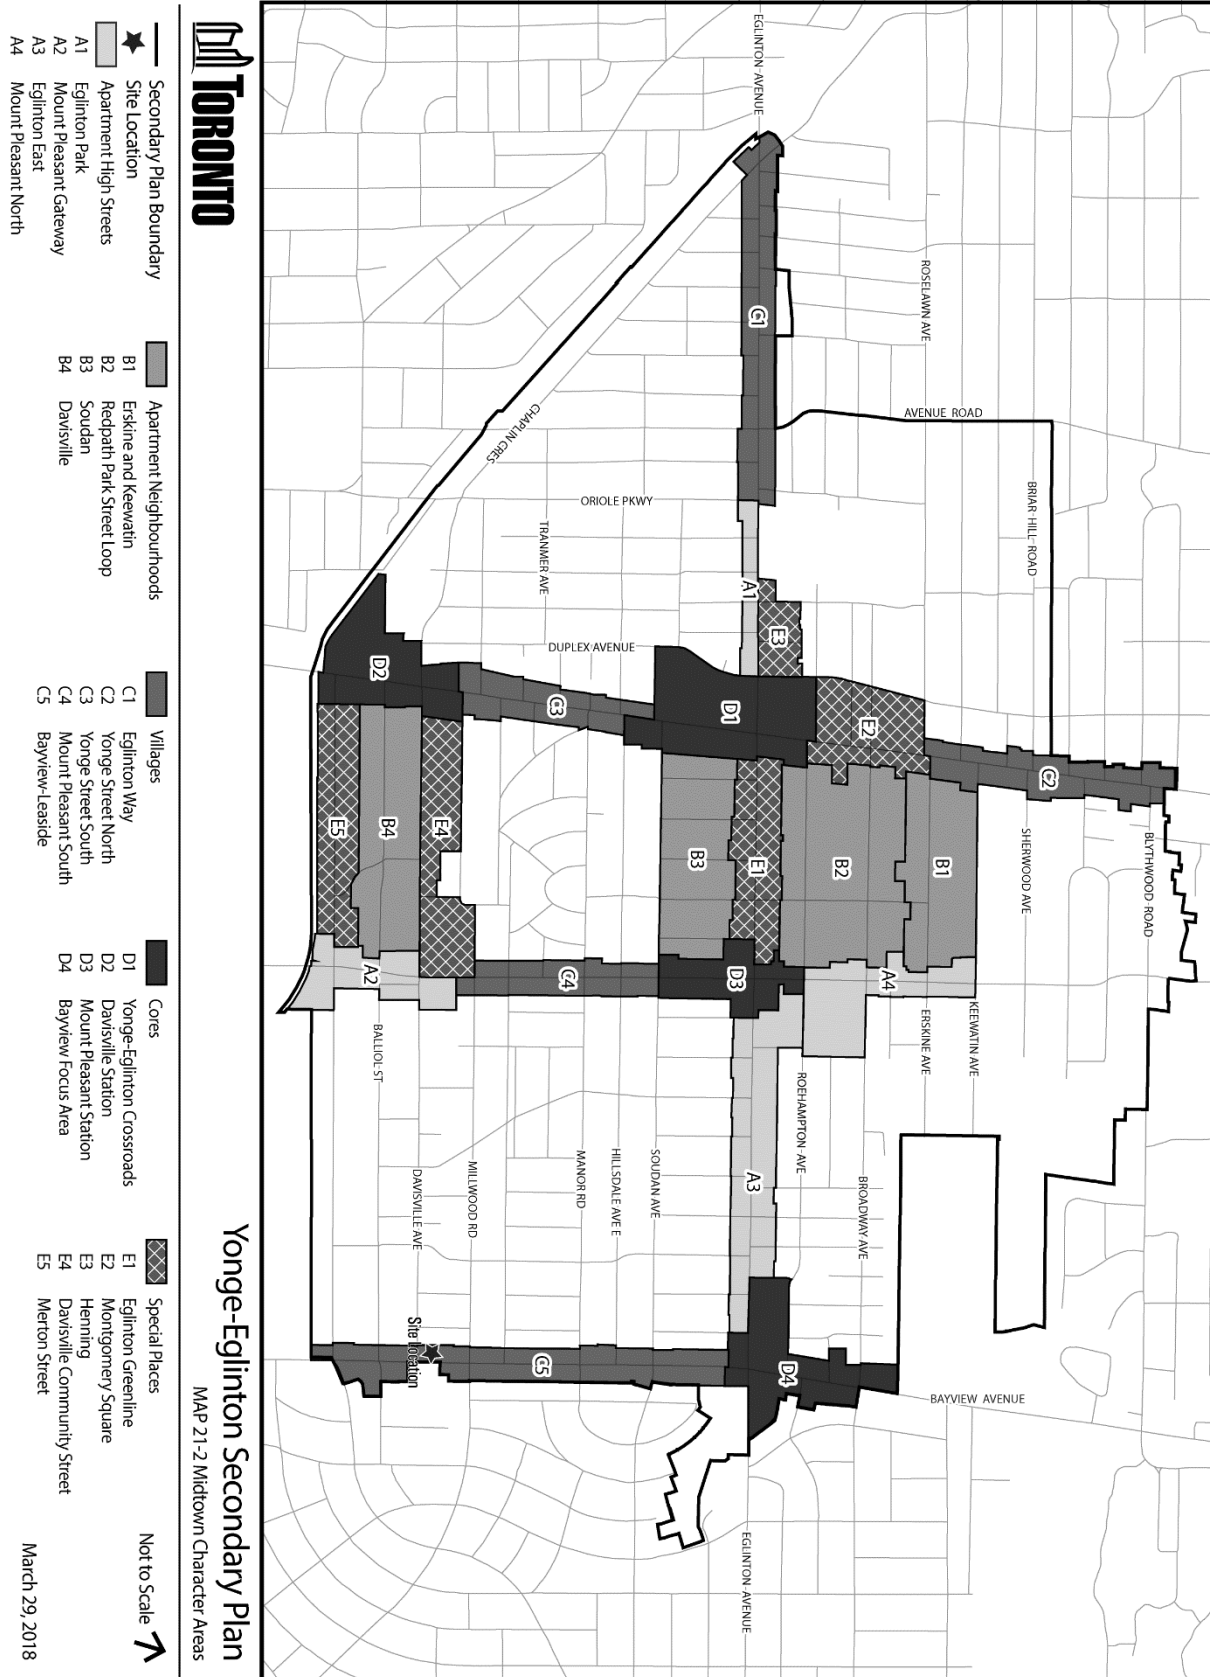 EGLINTON AVENUE
ROSELAWN AVE
AVENUE ROAD
BRIAR HILL ROAD
CHAPLIN CRES
ORIOLE PKWY
TRANMER AVE
DUPLEX AVENUE
SHERWOOD AVE
BLYTHWOOD ROAD
KEEWATIN AVE
ERSKINE AVE
ROEHAMPTON AVE
BROADWAY AVE
SOUDAN AVE
HILLSDALE AVE E
MANOR RD
MILLWOOD RD
DAVISVILLE AVE
BALLIOL ST
BAYVIEW AVENUE
EGLINTON AVENUE
C1
A1
E3
D1
E2
C2
C3
D2
E5
B4
E4
B3
E1
B2
B1
A2
C4
D3
A4
A3
C5
D4
Site Location
TORONTO
Yonge-Eglinton Secondary Plan
MAP 21-2 Midtown Character Areas
Secondary Plan Boundary
Site Location
Apartment High Streets
A1 Eglinton Park
A2 Mount Pleasant Gateway
A3 Eglinton East
A4 Mount Pleasant North
Apartment Neighbourhoods
B1 Erskine and Keewatin
B2 Redpath Park Street Loop
B3 Soudan
B4 Davisville
Villages
C1 Eglinton Way
C2 Yonge Street North
C3 Yonge Street South
C4 Mount Pleasant South
C5 Bayview-Leaside
Cores
D1 Yonge-Eglinton Crossroads
D2 Davisville Station
D3 Mount Pleasant Station
D4 Bayview Focus Area
Special Places
E1 Eglinton Greenline
E2 Montgomery Square
E3 Henning
E4 Davisville Community Street
E5 Merton Street
Not to Scale
March 29, 2018